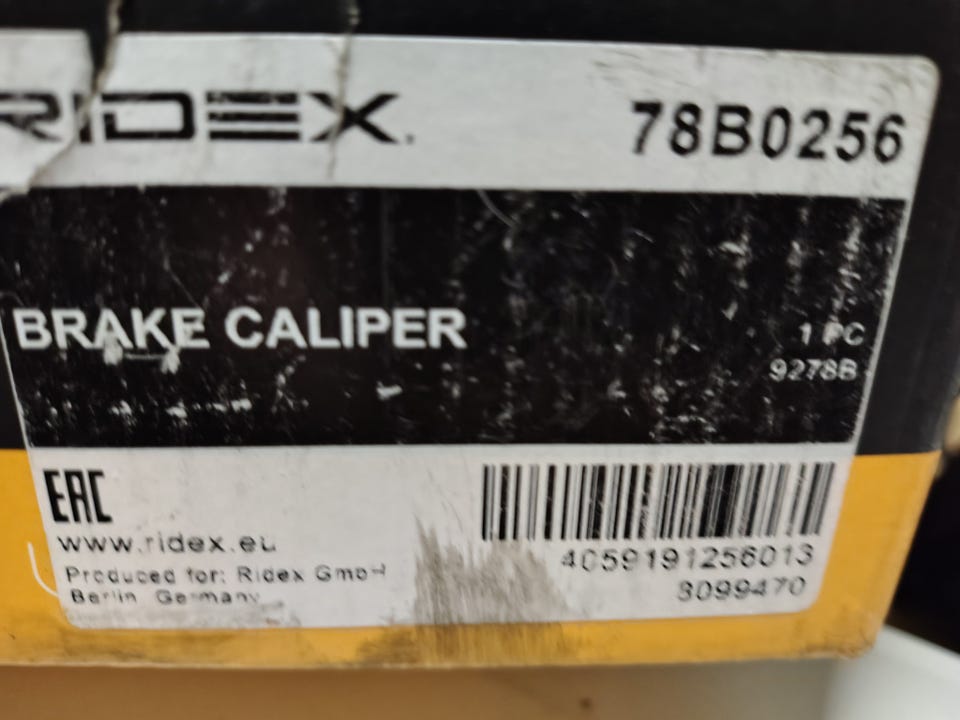 RIDEX
78B0256
BRAKE CALIPER
1 PC
9278B
EAC
www.ridex.eu
Produced for: Ridex GmbH
Berlin, Germany
4059191256013
8099470